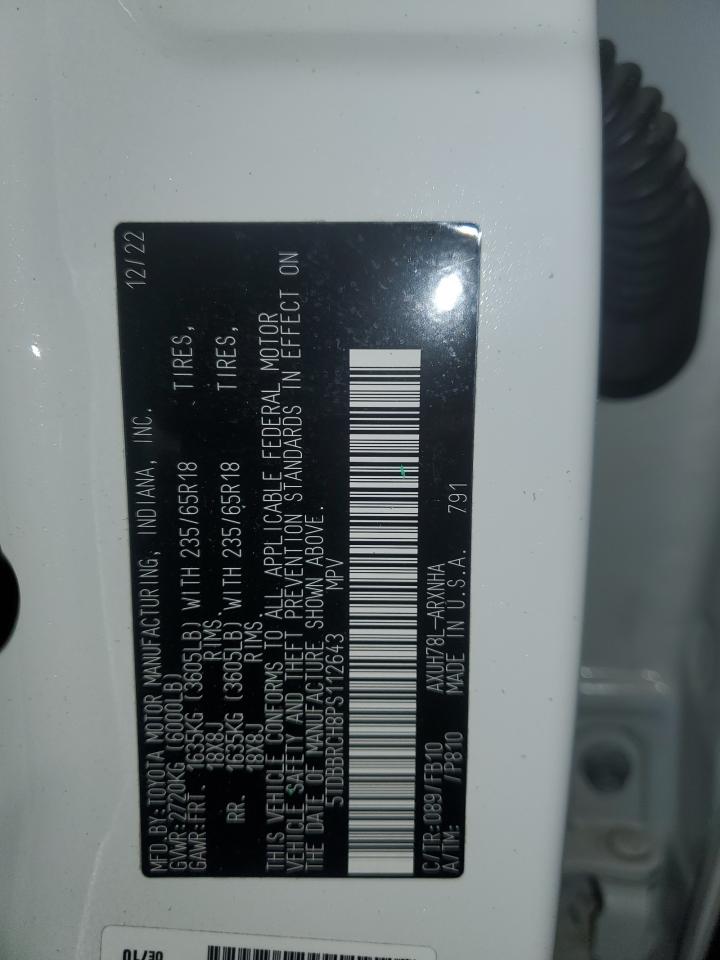 MFD.BY:TOYOTA MOTOR MANUFACTURING, INDIANA, INC. 12/22
GVWR:2720KG (6000LB)
GAWR:FRT. 1635KG (3605LB) WITH 235/65R18 TIRES,
18X8J RIMS.
RR. 1635KG (3605LB) WITH 235/65R18 TIRES,
18X8J RIMS.
THIS VEHICLE CONFORMS TO ALL APPLICABLE FEDERAL MOTOR
VEHICLE SAFETY AND THEFT PREVENTION STANDARDS IN EFFECT ON
THE DATE OF MANUFACTURE SHOWN ABOVE.
5TDBBRCH8PS112643 MPV
C/TR:089/FB10 AXUH78L-ARXNHA
A/TM: /P810 MADE IN U.S.A. 791